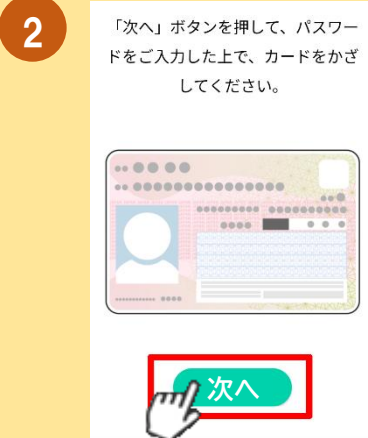 2
「次へ」ボタンを押して、パスワー
ドをご入力した上で、カードをかざ
してください。
次へ